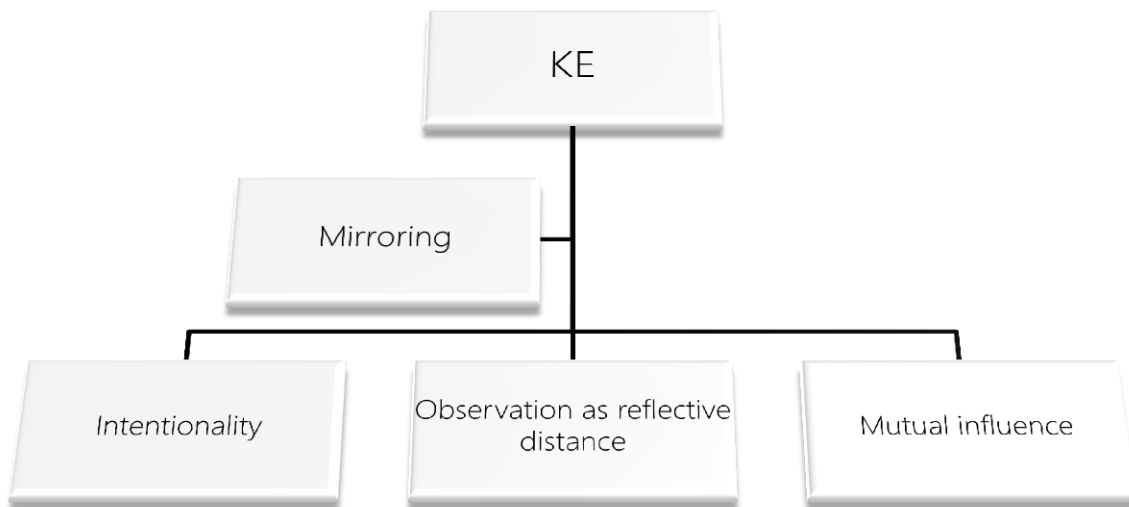 KE
Mirroring
Intentionality
Observation as reflective
distance
Mutual influence